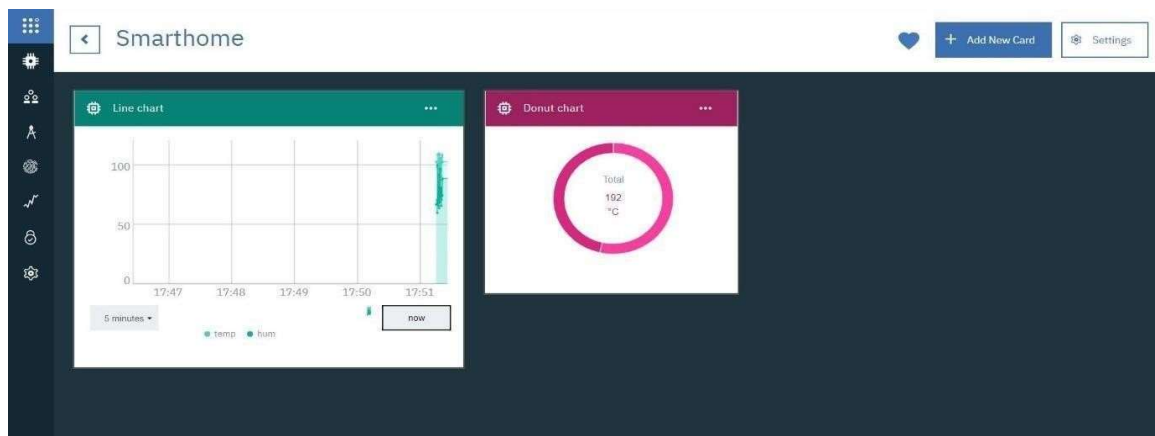 Smarthome
+ Add New Card
Settings
Line chart
...
Donut chart
...
100
50
0
17:47 17:48 17:49 17:50 17:51
5 minutes
now
temp hum
Total
192
°C